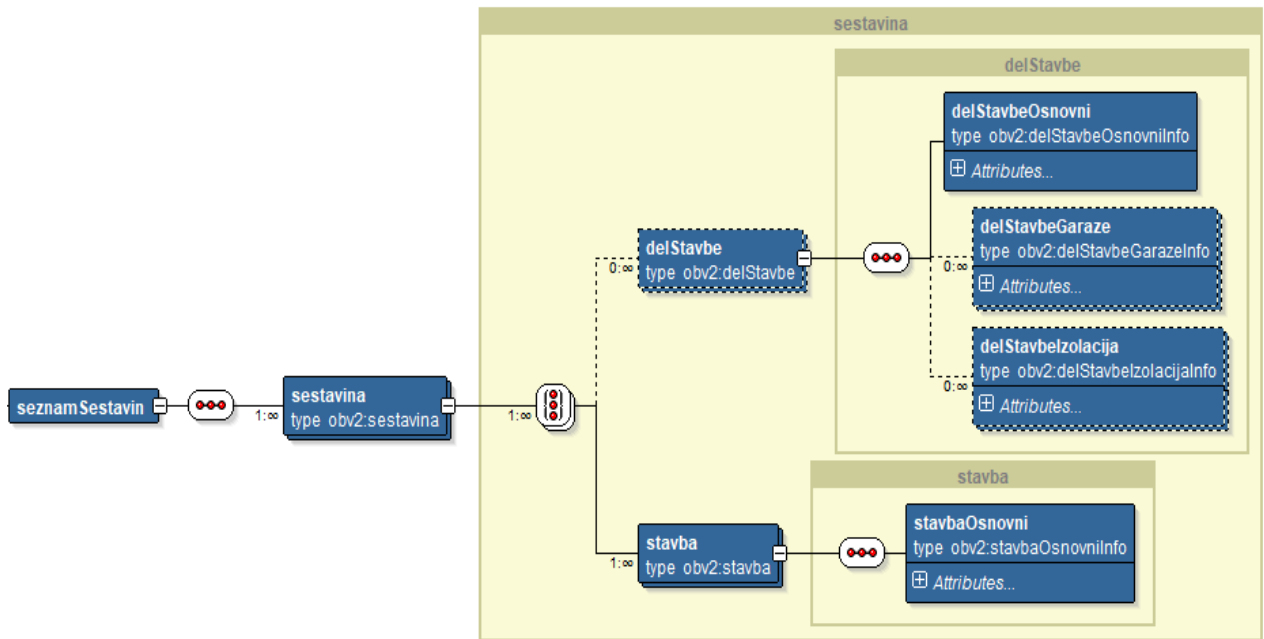 sestavina
delStavbe
delStavbeOsnovni
type obv2:delStavbeOsnovniInfo
Attributes...
delStavbeGaraze
type obv2:delStavbeGarazeInfo
0:∞
Attributes...
delStavbe
type obv2:delStavbe
0:∞
delStavbeIzolacija
type obv2:delStavbeIzolacijaInfo
0:∞
Attributes...
seznamSestavin
sestavina
type obv2:sestavina
1:∞
1:∞
stavba
stavba
type obv2:stavba
1:∞
stavbaOsnovni
type obv2:stavbaOsnovniInfo
Attributes...